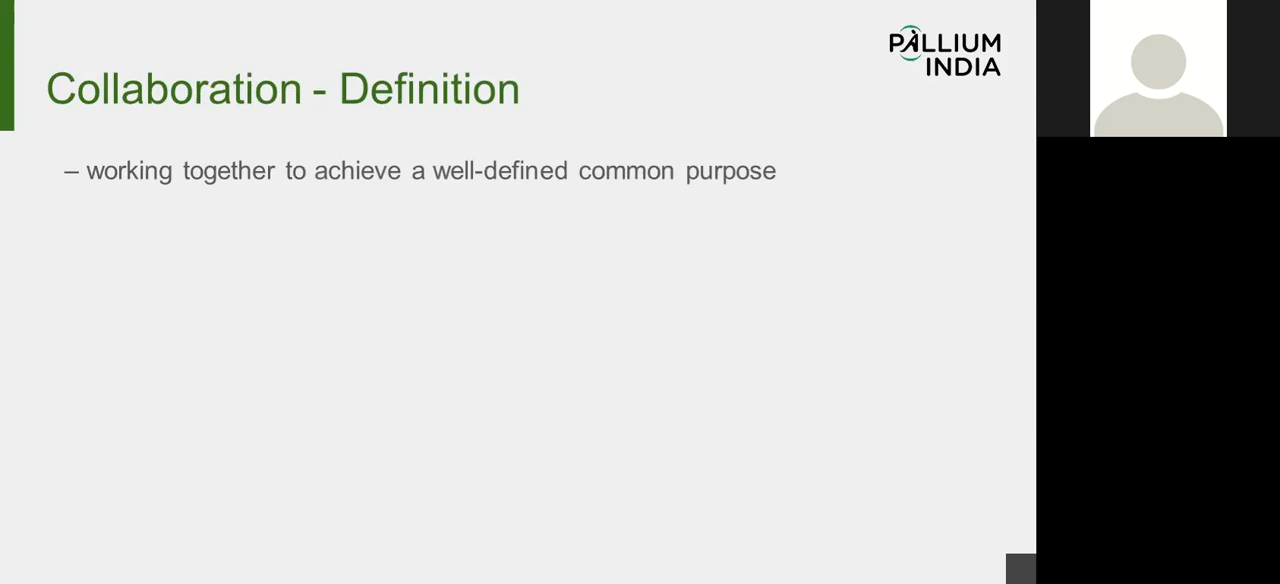 PALLIUM
INDIA
Collaboration - Definition
– working together to achieve a well-defined common purpose